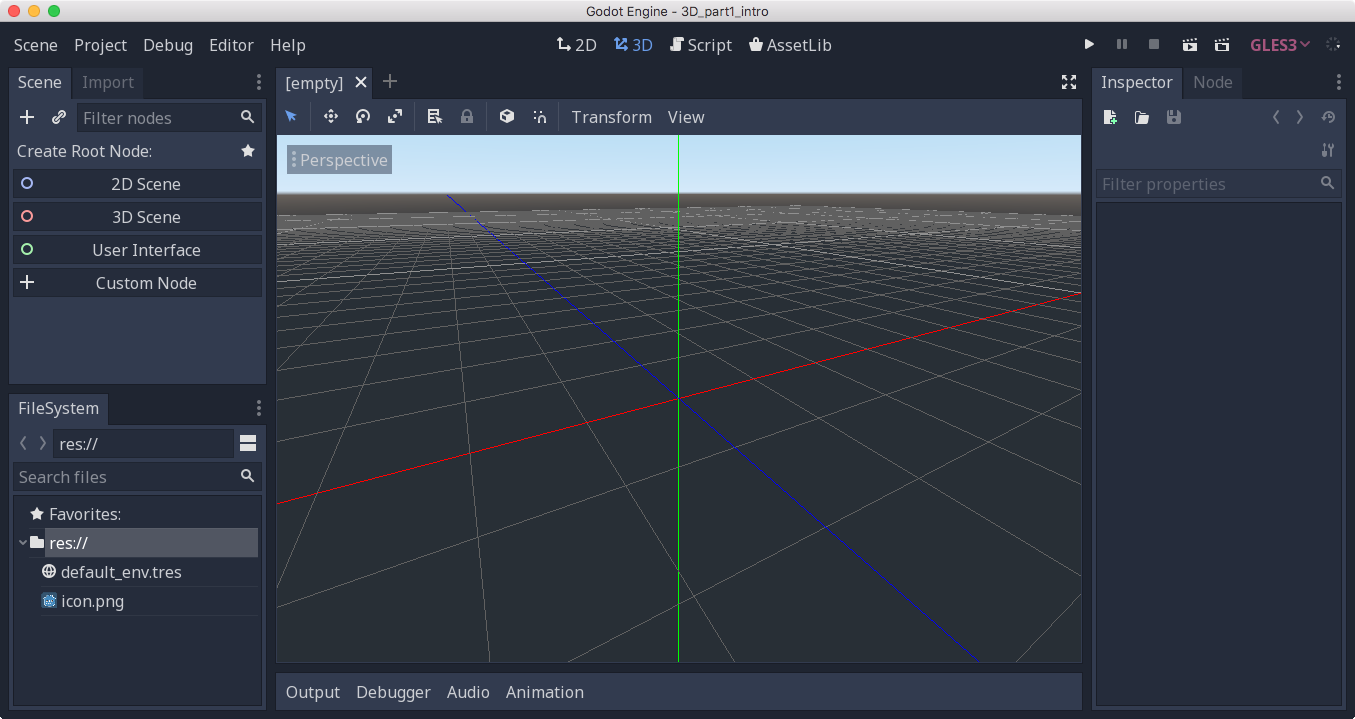 Godot Engine - 3D_part1_intro
Scene Project Debug Editor Help 2D 3D Script AssetLib GLES3
Scene Import
Filter nodes
Create Root Node:
2D Scene
3D Scene
User Interface
Custom Node
FileSystem
res://
Search files
Favorites:
res://
default_env.tres
icon.png
[empty]
Transform View
Perspective
Output Debugger Audio Animation
Inspector Node
Filter properties